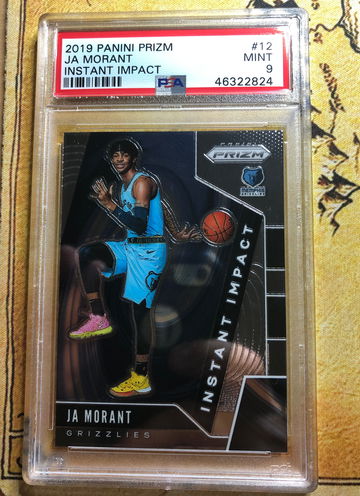 2019 PANINI PRIZM #12
JA MORANT MINT
INSTANT IMPACT PSA 9
46322824
PANINI
PRIZM
INSTANT IMPACT
JA MORANT
GRIZZLIES